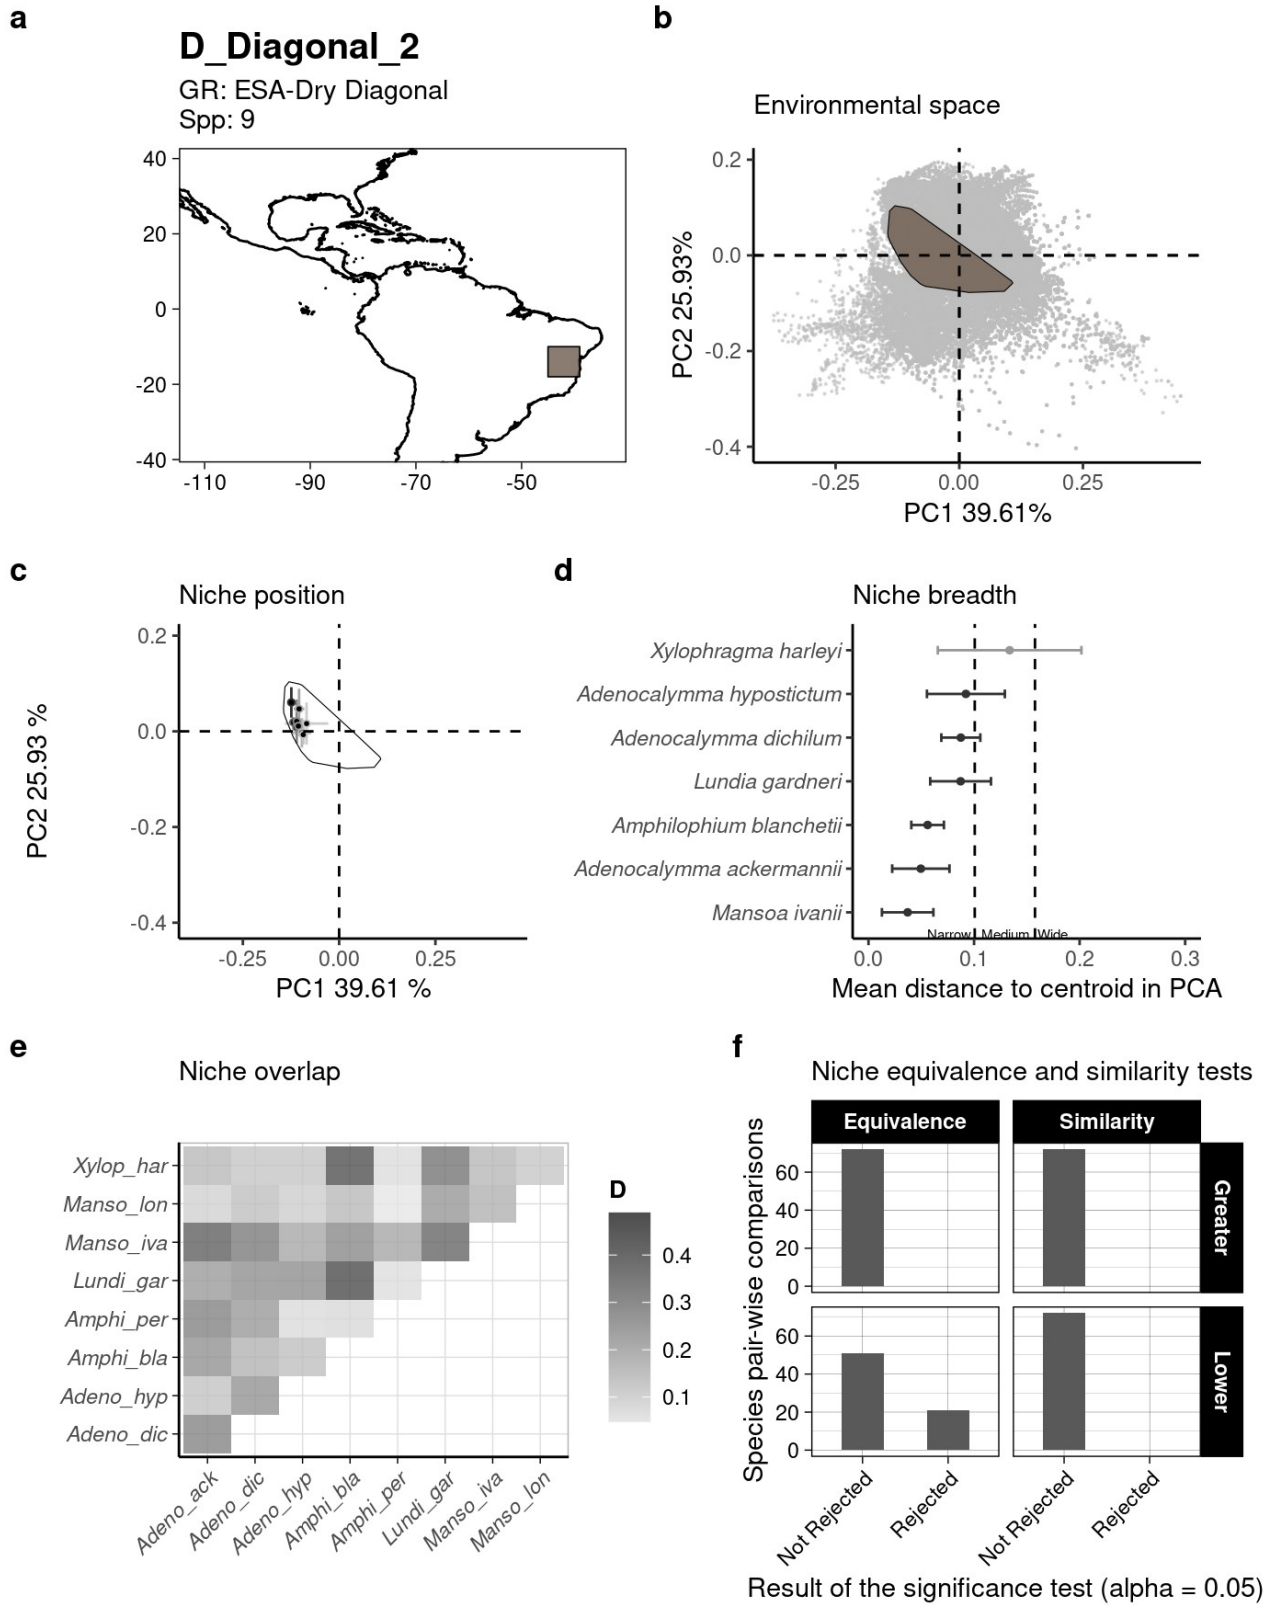 a
D_Diagonal_2
GR: ESA-Dry Diagonal
Spp: 9
40
20
0
-20
-40
-110 -90 -70 -50
b
Environmental space
PC2 25.93%
0.2
0.0
-0.2
-0.4
-0.25 0.00 0.25
PC1 39.61%
c
Niche position
PC2 25.93 %
0.2
0.0
-0.2
-0.4
-0.25 0.00 0.25
PC1 39.61 %
d
Niche breadth
Xylophragma harleyi
Adenocalymma hypostictum
Adenocalymma dichilum
Lundia gardneri
Amphilophium blanchetii
Adenocalymma ackermannii
Mansoa ivanii
Narrow Medium Wide
0.0 0.1 0.2 0.3
Mean distance to centroid in PCA
e
Niche overlap
Xylop_har
Manso_lon
Manso_iva
Lundi_gar
Amphi_per
Amphi_bla
Adeno_hyp
Adeno_dic
Adeno_ack Adeno_dic Adeno_hyp Amphi_bla Amphi_per Lundi_gar Manso_iva Manso_lon
D
0.4
0.3
0.2
0.1
f
Niche equivalence and similarity tests
Equivalence Similarity
Species pair-wise comparisons
60
40
20
0
Greater
60
40
20
0
Lower
Not Rejected Rejected Not Rejected Rejected
Result of the significance test (alpha = 0.05)